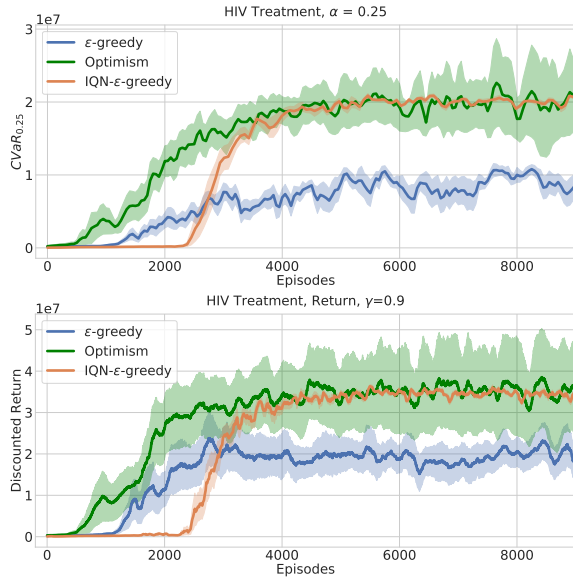 HIV Treatment, α = 0.25
1e7
ε-greedy
Optimism
IQN-ε-greedy
3
2
1
0
CVaR0.25
0 2000 4000 6000 8000
Episodes
HIV Treatment, Return, γ=0.9
1e7
ε-greedy
Optimism
IQN-ε-greedy
5
4
3
2
1
0
Discounted Return
0 2000 4000 6000 8000
Episodes